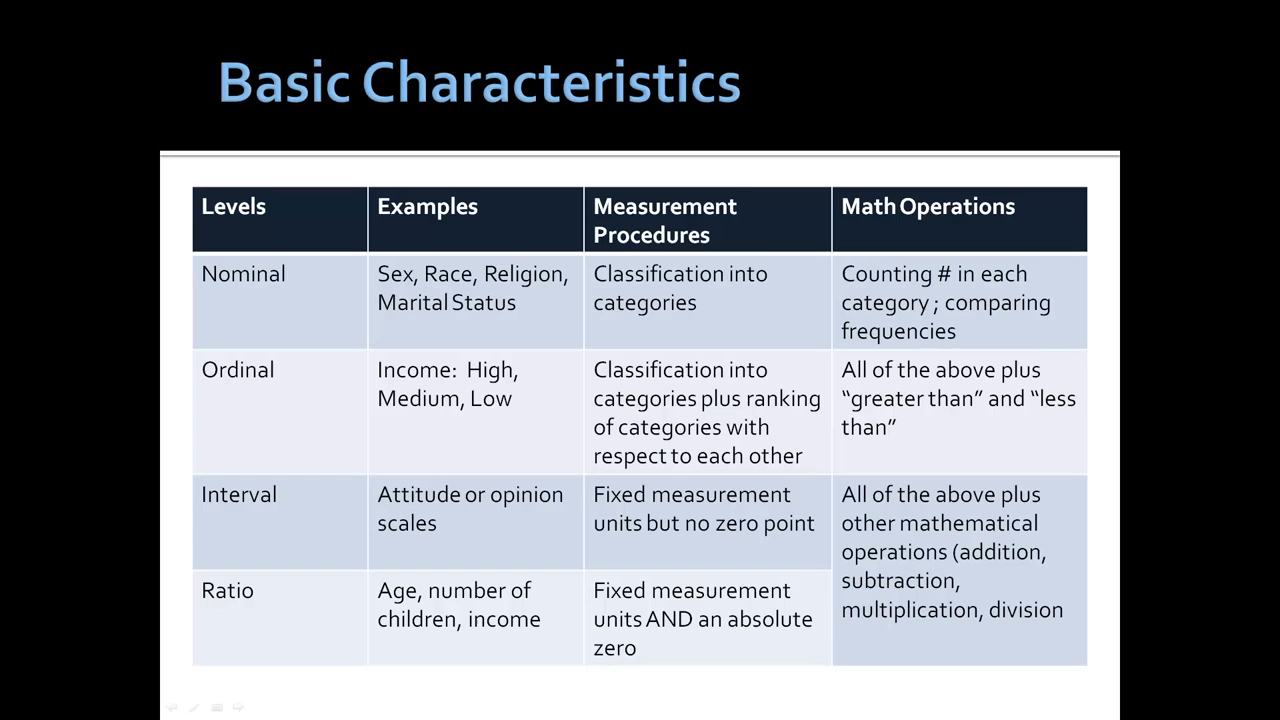 Basic Characteristics
Levels
Examples
Measurement
Procedures
Math Operations
Nominal
Sex, Race, Religion,
Marital Status
Classification into
categories
Counting # in each
category ; comparing
frequencies
Ordinal
Income: High,
Medium, Low
Classification into
categories plus ranking
of categories with
respect to each other
All of the above plus
“greater than” and “less
than”
Interval
Attitude or opinion
scales
Fixed measurement
units but no zero point
All of the above plus
other mathematical
operations (addition,
subtraction,
multiplication, division
Ratio
Age, number of
children, income
Fixed measurement
units AND an absolute
zero